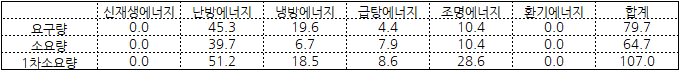 신재생에너지 난방에너지 냉방에너지 급탕에너지 조명에너지 환기에너지 합계
요구량 0.0 45.3 19.6 4.4 10.4 0.0 79.7
소요량 0.0 39.7 6.7 7.9 10.4 0.0 64.7
1차소요량 0.0 51.2 18.5 8.6 28.6 0.0 107.0